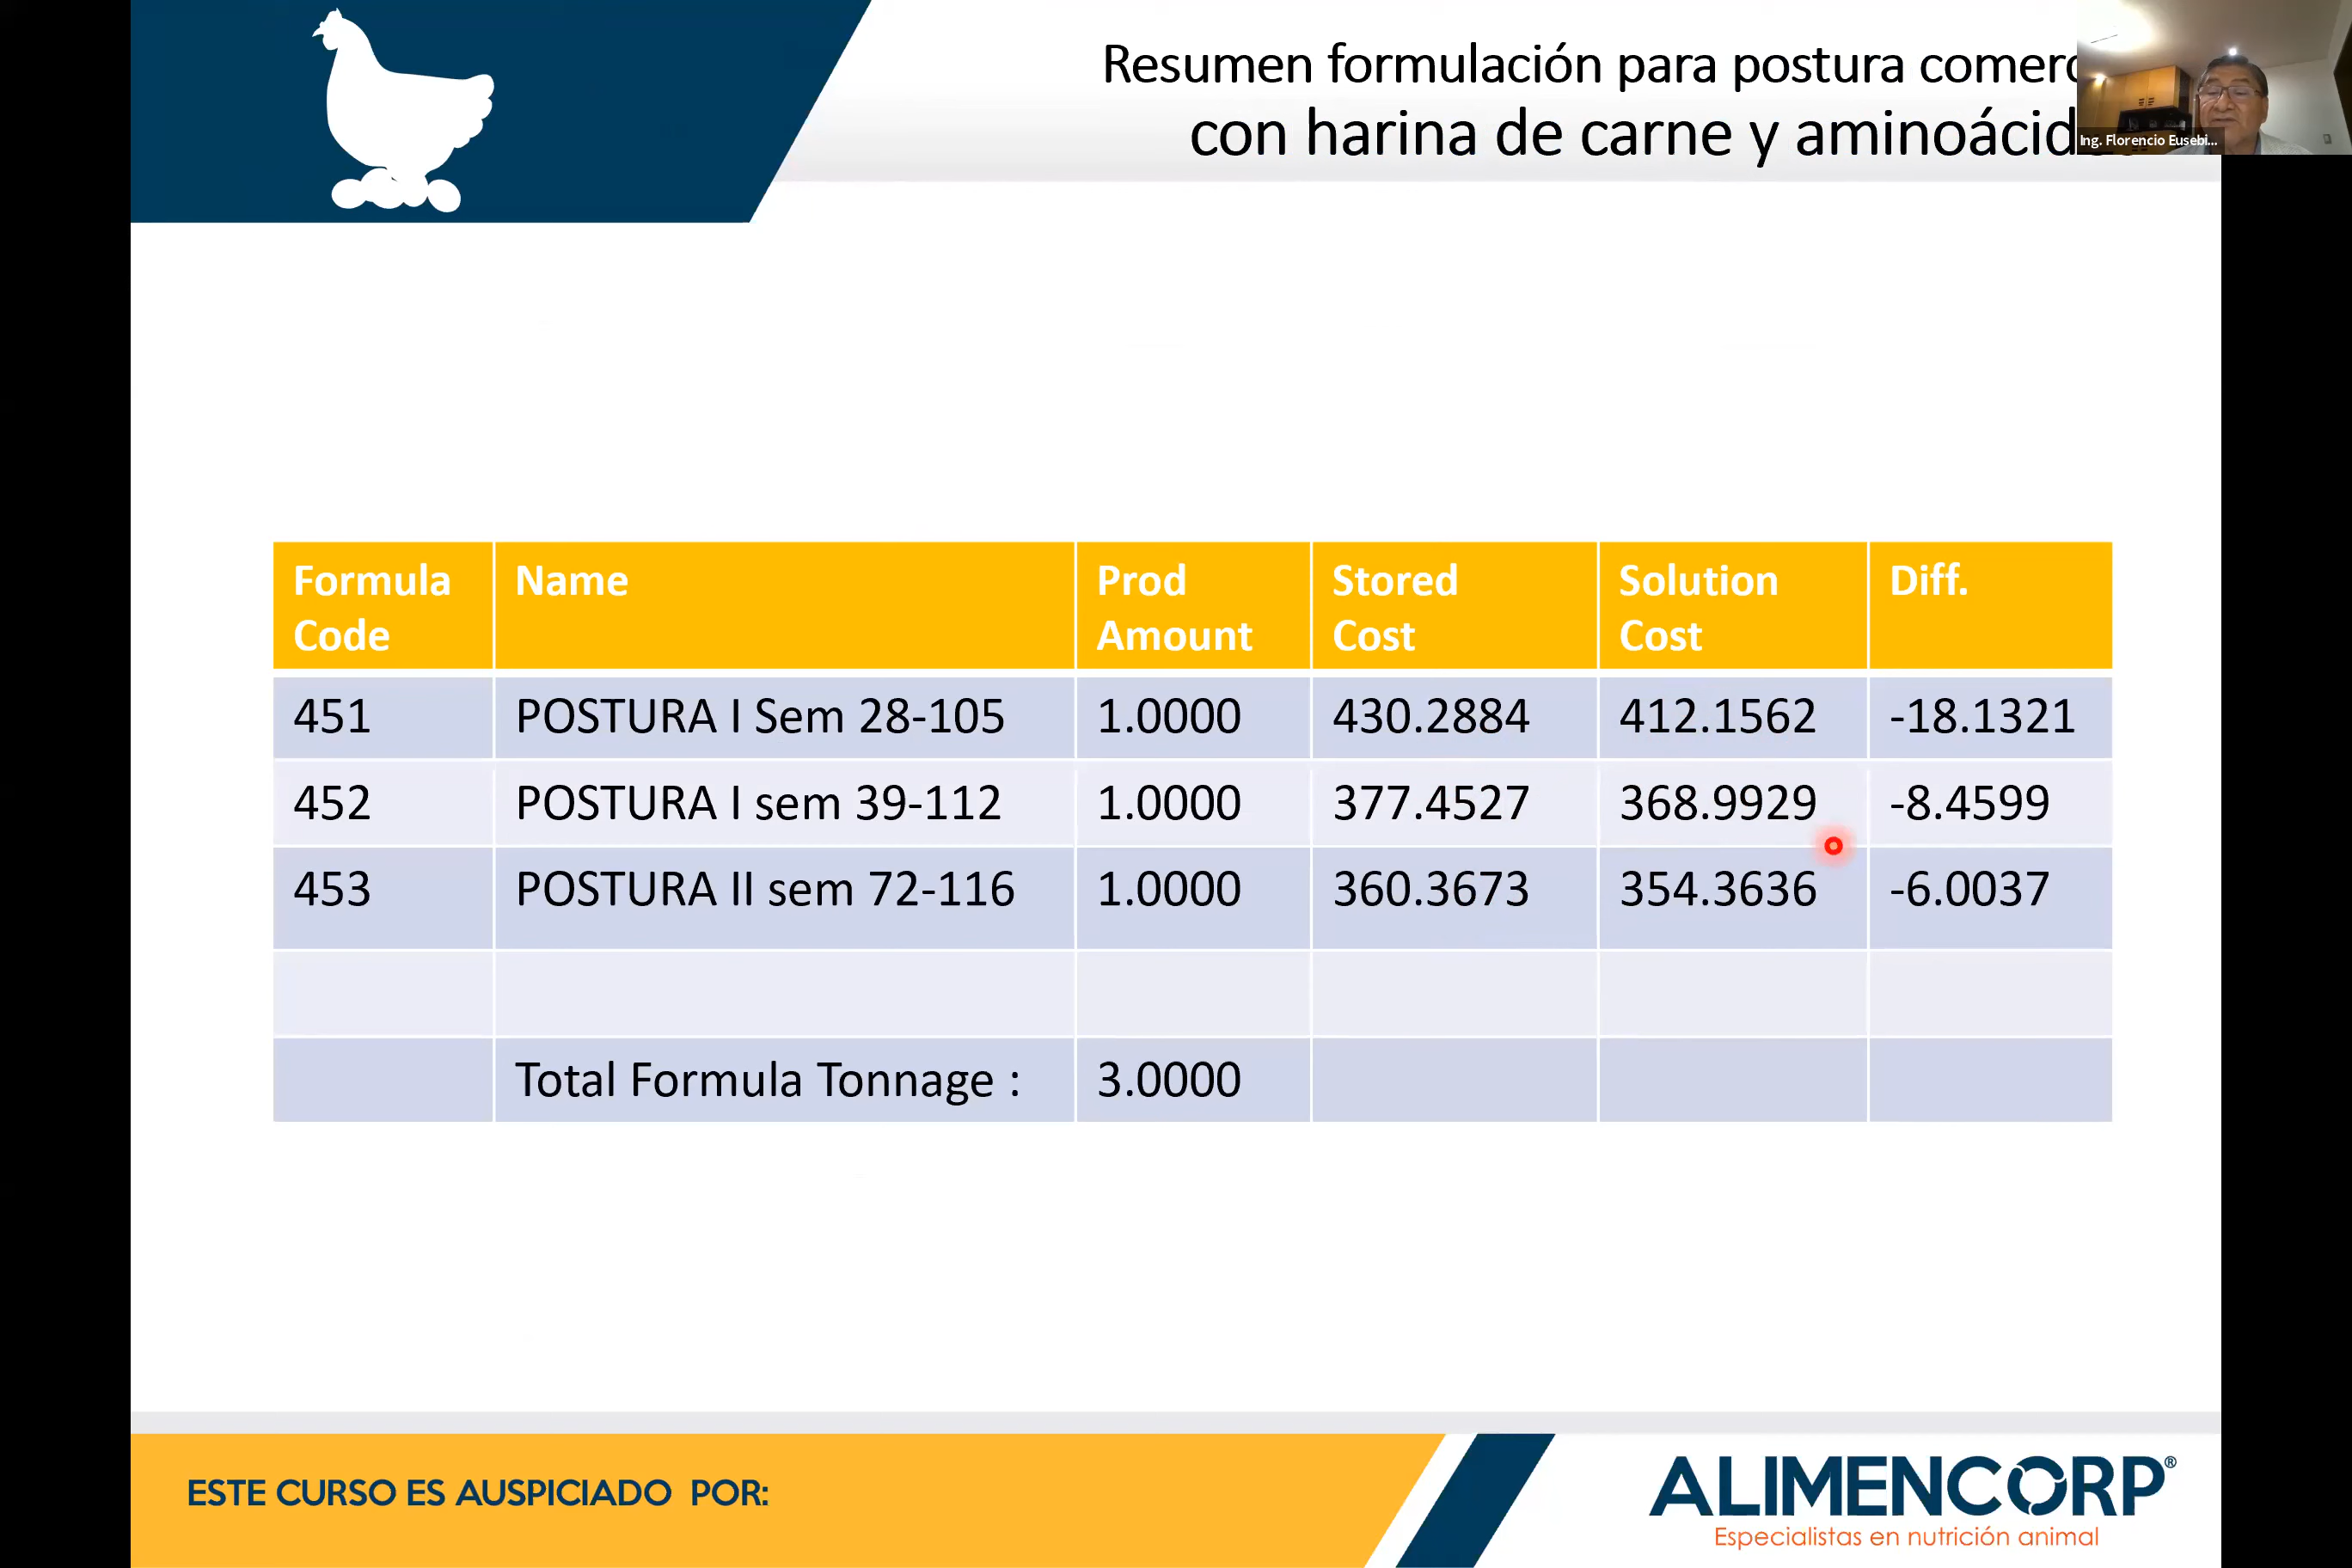 Resumen formulación para postura
con harina de carne y
Ing. Florencio Eusebi...
Formula Code Name Prod Amount Stored Cost Solution Cost Diff.
451 POSTURA I Sem 28-105 1.0000 430.2884 412.1562 -18.1321
452 POSTURA I sem 39-112 1.0000 377.4527 368.9929 -8.4599
453 POSTURA II sem 72-116 1.0000 360.3673 354.3636 -6.0037
Total Formula Tonnage : 3.0000
ESTE CURSO ES AUSPICIADO POR:
ALIMENCORP®
Especialistas en nutrición animal